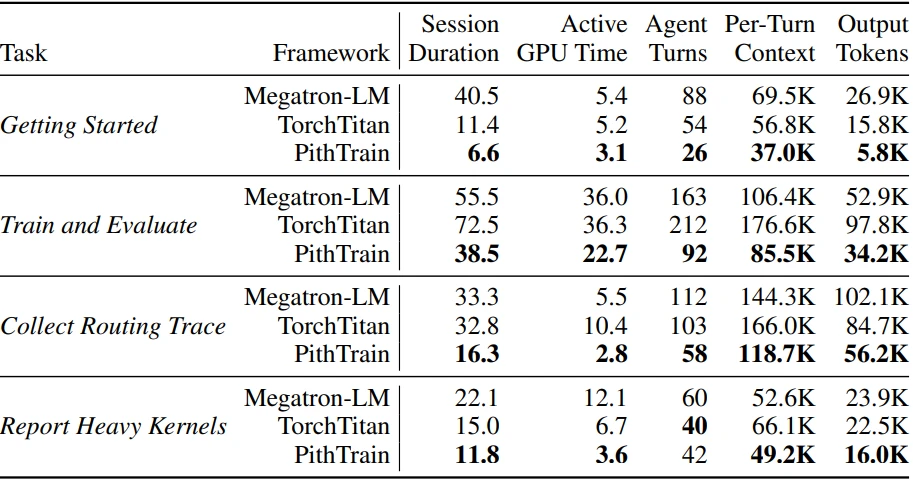 Session Active Agent Per-Turn Output
Task Framework Duration GPU Time Turns Context Tokens
Megatron-LM 40.5 5.4 88 69.5K 26.9K
Getting Started TorchTitan 11.4 5.2 54 56.8K 15.8K
PithTrain 6.6 3.1 26 37.0K 5.8K
Megatron-LM 55.5 36.0 163 106.4K 52.9K
Train and Evaluate TorchTitan 72.5 36.3 212 176.6K 97.8K
PithTrain 38.5 22.7 92 85.5K 34.2K
Megatron-LM 33.3 5.5 112 144.3K 102.1K
Collect Routing Trace TorchTitan 32.8 10.4 103 166.0K 84.7K
PithTrain 16.3 2.8 58 118.7K 56.2K
Megatron-LM 22.1 12.1 60 52.6K 23.9K
Report Heavy Kernels TorchTitan 15.0 6.7 40 66.1K 22.5K
PithTrain 11.8 3.6 42 49.2K 16.0K